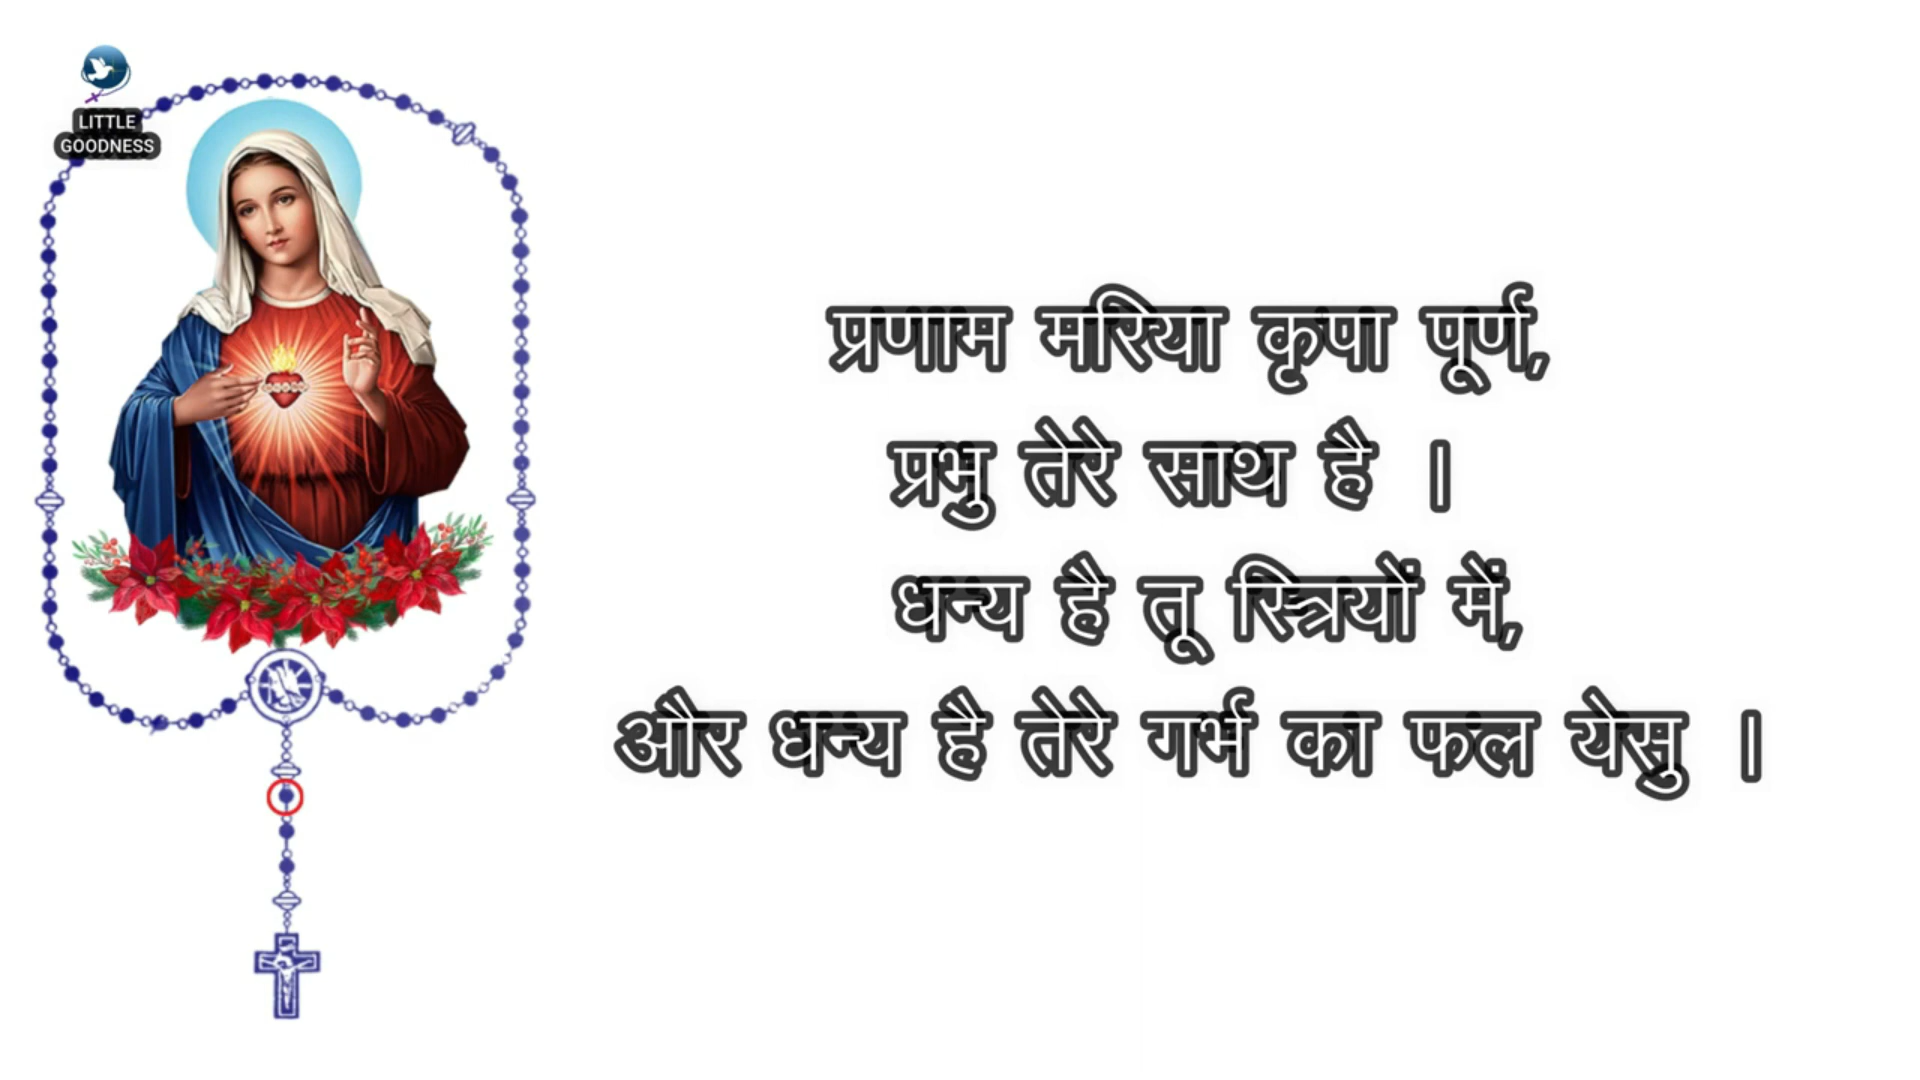 LITTLE
GOODNESS
प्रणाम मरिया कृपा पूर्ण,
प्रभु तेरे साथ है ।
धन्य है तू स्त्रियों में,
और धन्य है तेरे गर्भ का फल येसु ।